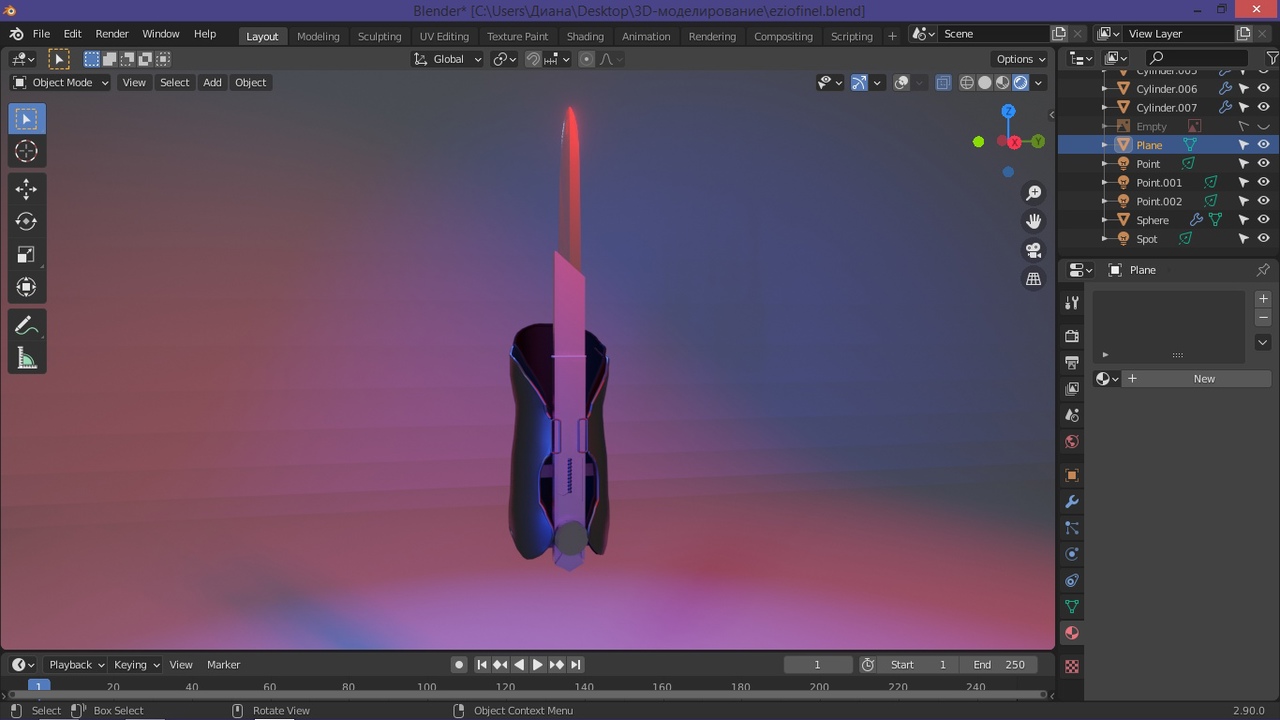 Blender* [C:\Users\Диана\Desktop\3D-моделирование\eziofinel.blend]
File Edit Render Window Help Layout Modeling Sculpting UV Editing Texture Paint Shading Animation Rendering Compositing Scripting + Scene View Layer
Global Options
Object Mode View Select Add Object
Z
X Y
Cylinder.005
Cylinder.006
Cylinder.007
Empty
Plane
Point
Point.001
Point.002
Sphere
Spot
Plane
New
Playback Keying View Marker 1 Start 1 End 250
1 20 40 60 80 100 120 140 160 180 200 220 240
Select Box Select Rotate View Object Context Menu 2.90.0